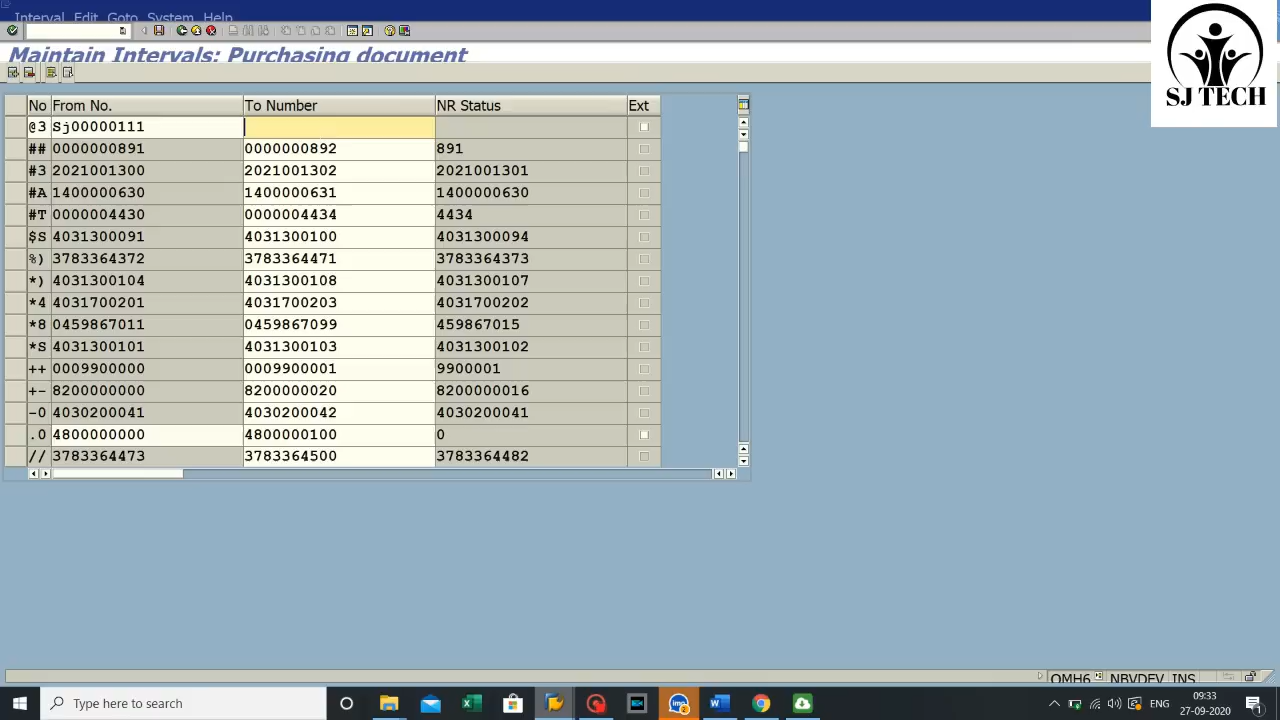 Interval Edit Goto System Help
Maintain Intervals: Purchasing document
SJ TECH
No From No. To Number NR Status Ext
@3 Sj00000111
## 0000000891 0000000892 891
#3 2021001300 2021001302 2021001301
#A 1400000630 1400000631 1400000630
#T 0000004430 0000004434 4434
$S 4031300091 4031300100 4031300094
%) 3783364372 3783364471 3783364373
*) 4031300104 4031300108 4031300107
*4 4031700201 4031700203 4031700202
*8 0459867011 0459867099 459867015
*S 4031300101 4031300103 4031300102
++ 0009900000 0009900001 9900001
+- 8200000000 8200000020 8200000016
-0 4030200041 4030200042 4030200041
.0 4800000000 4800000100 0
// 3783364473 3783364500 3783364482
OMH6 NBVDEV INS
Type here to search
ENG
09:33
27-09-2020